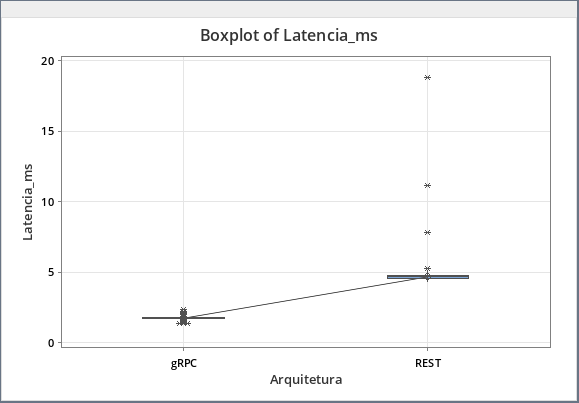 Boxplot of Latencia_ms
20
15
10
5
0
Latencia_ms
gRPC
REST
Arquitetura